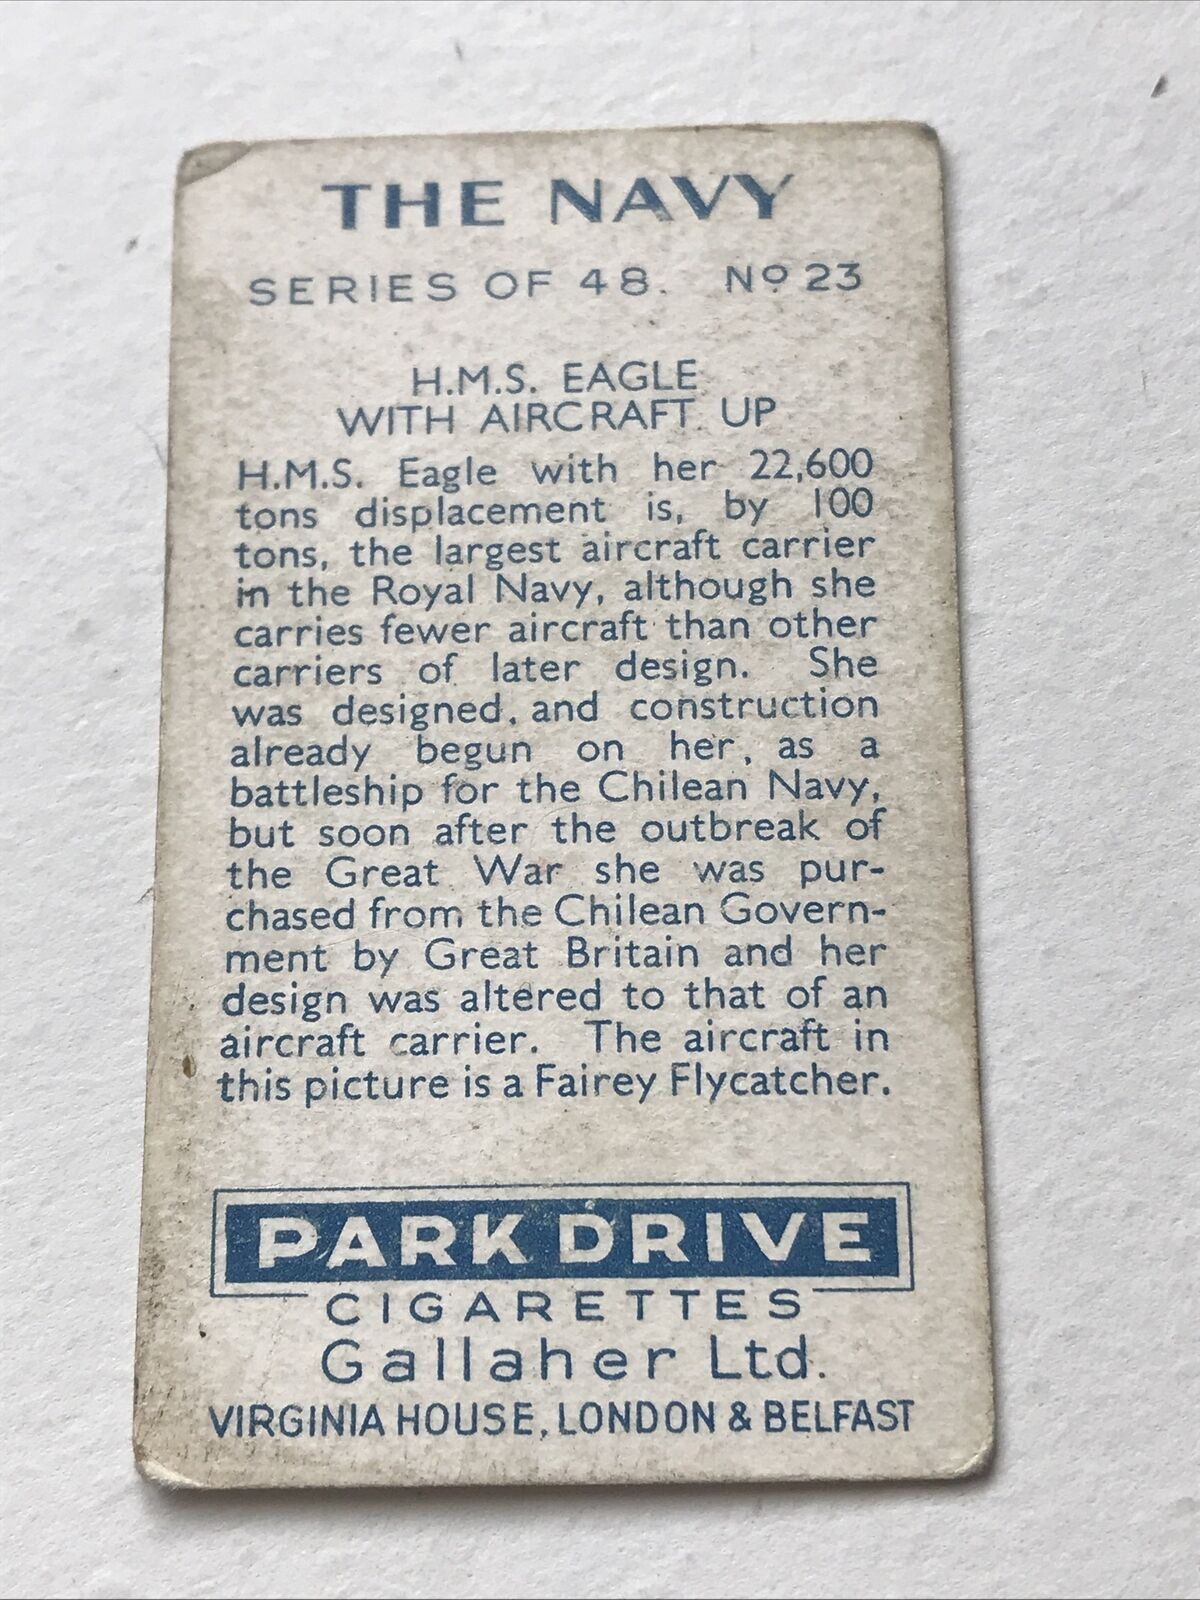 THE NAVY
SERIES OF 48. Nº 23
H.M.S. EAGLE
WITH AIRCRAFT UP
H.M.S. Eagle with her 22,600
tons displacement is, by 100
tons, the largest aircraft carrier
in the Royal Navy, although she
carries fewer aircraft than other
carriers of later design. She
was designed, and construction
already begun on her, as a
battleship for the Chilean Navy,
but soon after the outbreak of
the Great War she was pur-
chased from the Chilean Govern-
ment by Great Britain and her
design was altered to that of an
aircraft carrier. The aircraft in
this picture is a Fairey Flycatcher.
PARK DRIVE
CIGARETTES
Gallaher Ltd.
VIRGINIA HOUSE, LONDON & BELFAST